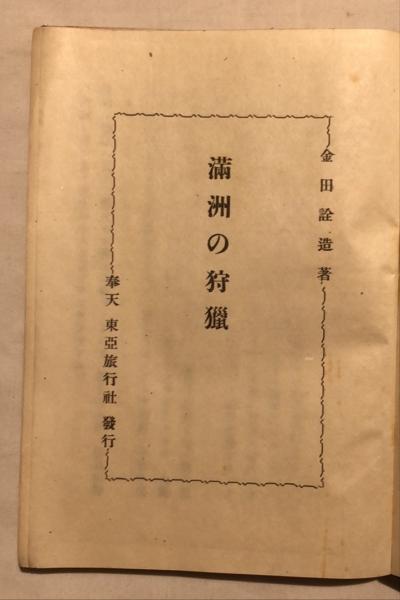 金田詮造著
滿洲の狩獵
奉天 東亞旅行社 發行